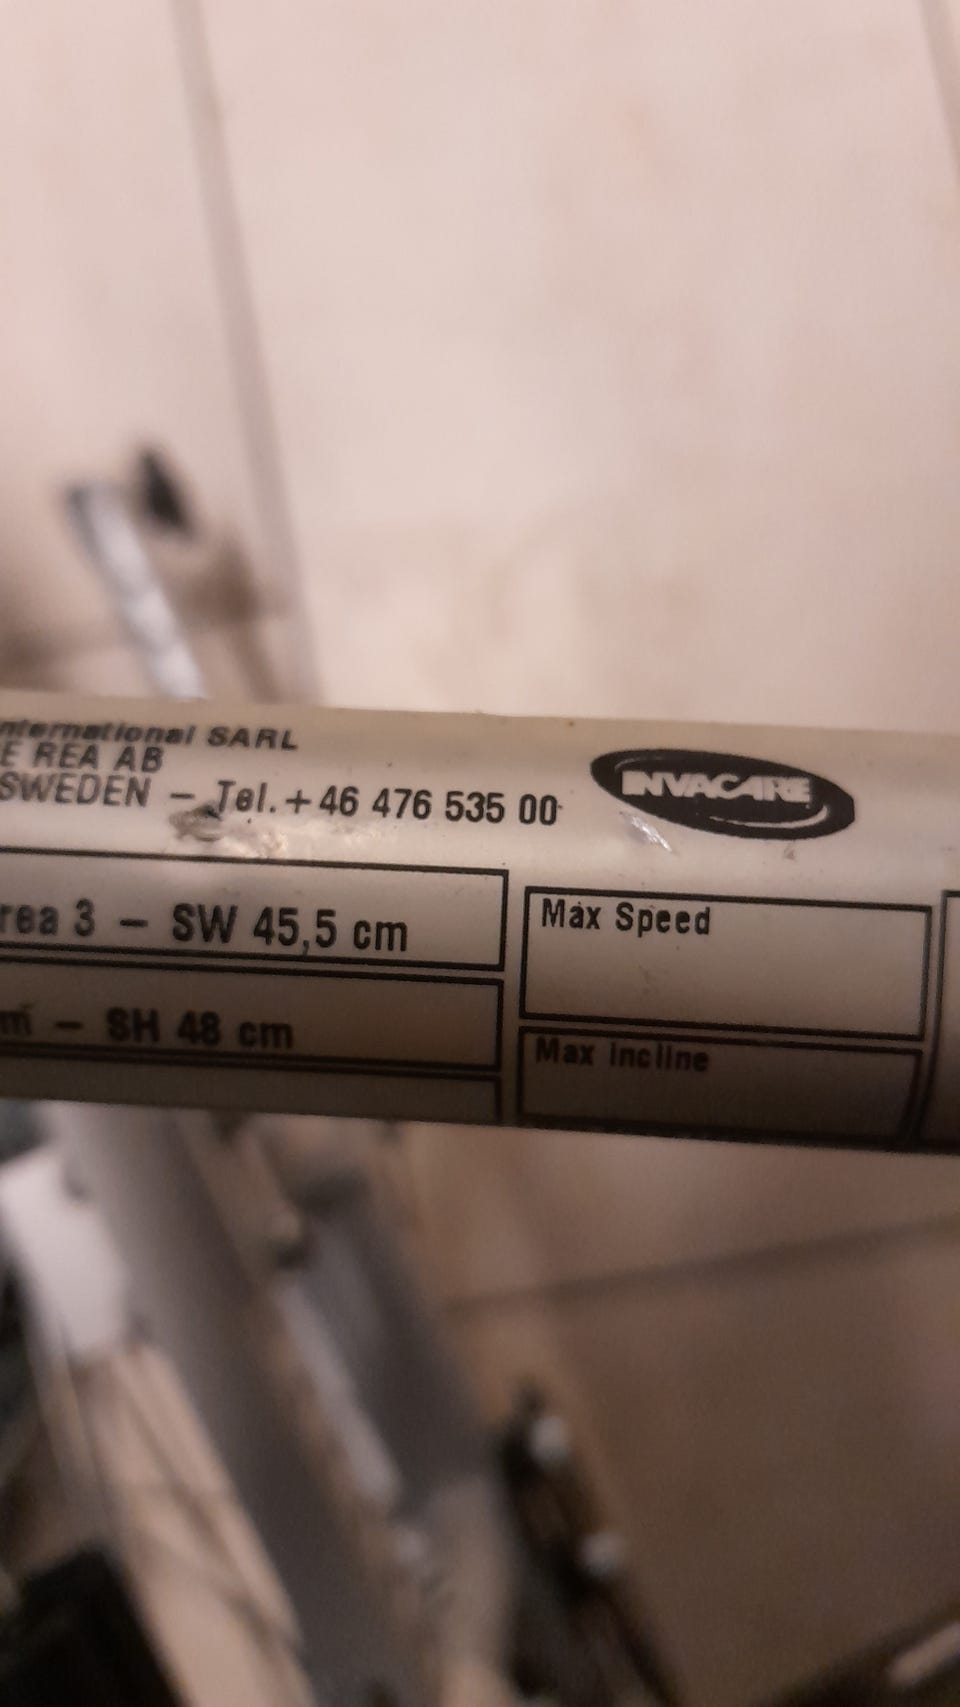 nternational SARL
E REA AB
SWEDEN – Tel. +46 476 535 00
INVACARE
rea 3 – SW 45,5 cm
m – SH 48 cm
Max Speed
Max Incline